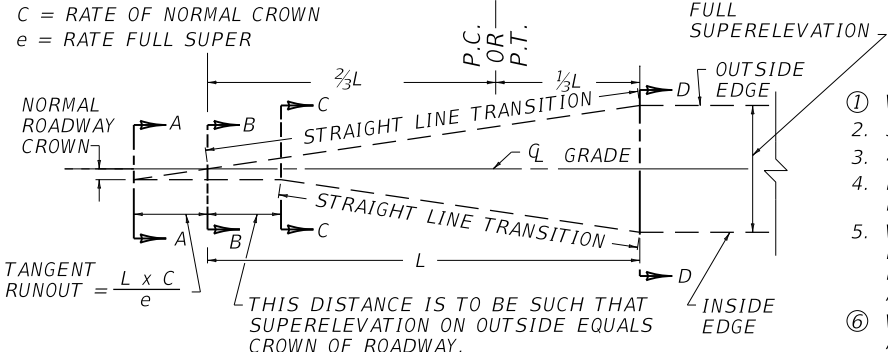 C = RATE OF NORMAL CROWN
e = RATE FULL SUPER
P.C.
OR
P.T.
FULL
SUPERELEVATION
⅔L
⅓L
D
OUTSIDE
EDGE
NORMAL
ROADWAY
CROWN
A
B
C
STRAIGHT LINE TRANSITION
℄ GRADE
STRAIGHT LINE TRANSITION
A
B
C
L
D
TANGENT
RUNOUT = L x C
e
THIS DISTANCE IS TO BE SUCH THAT
SUPERELEVATION ON OUTSIDE EQUALS
CROWN OF ROADWAY.
INSIDE
EDGE
①
2.
3.
4.
5.
⑥